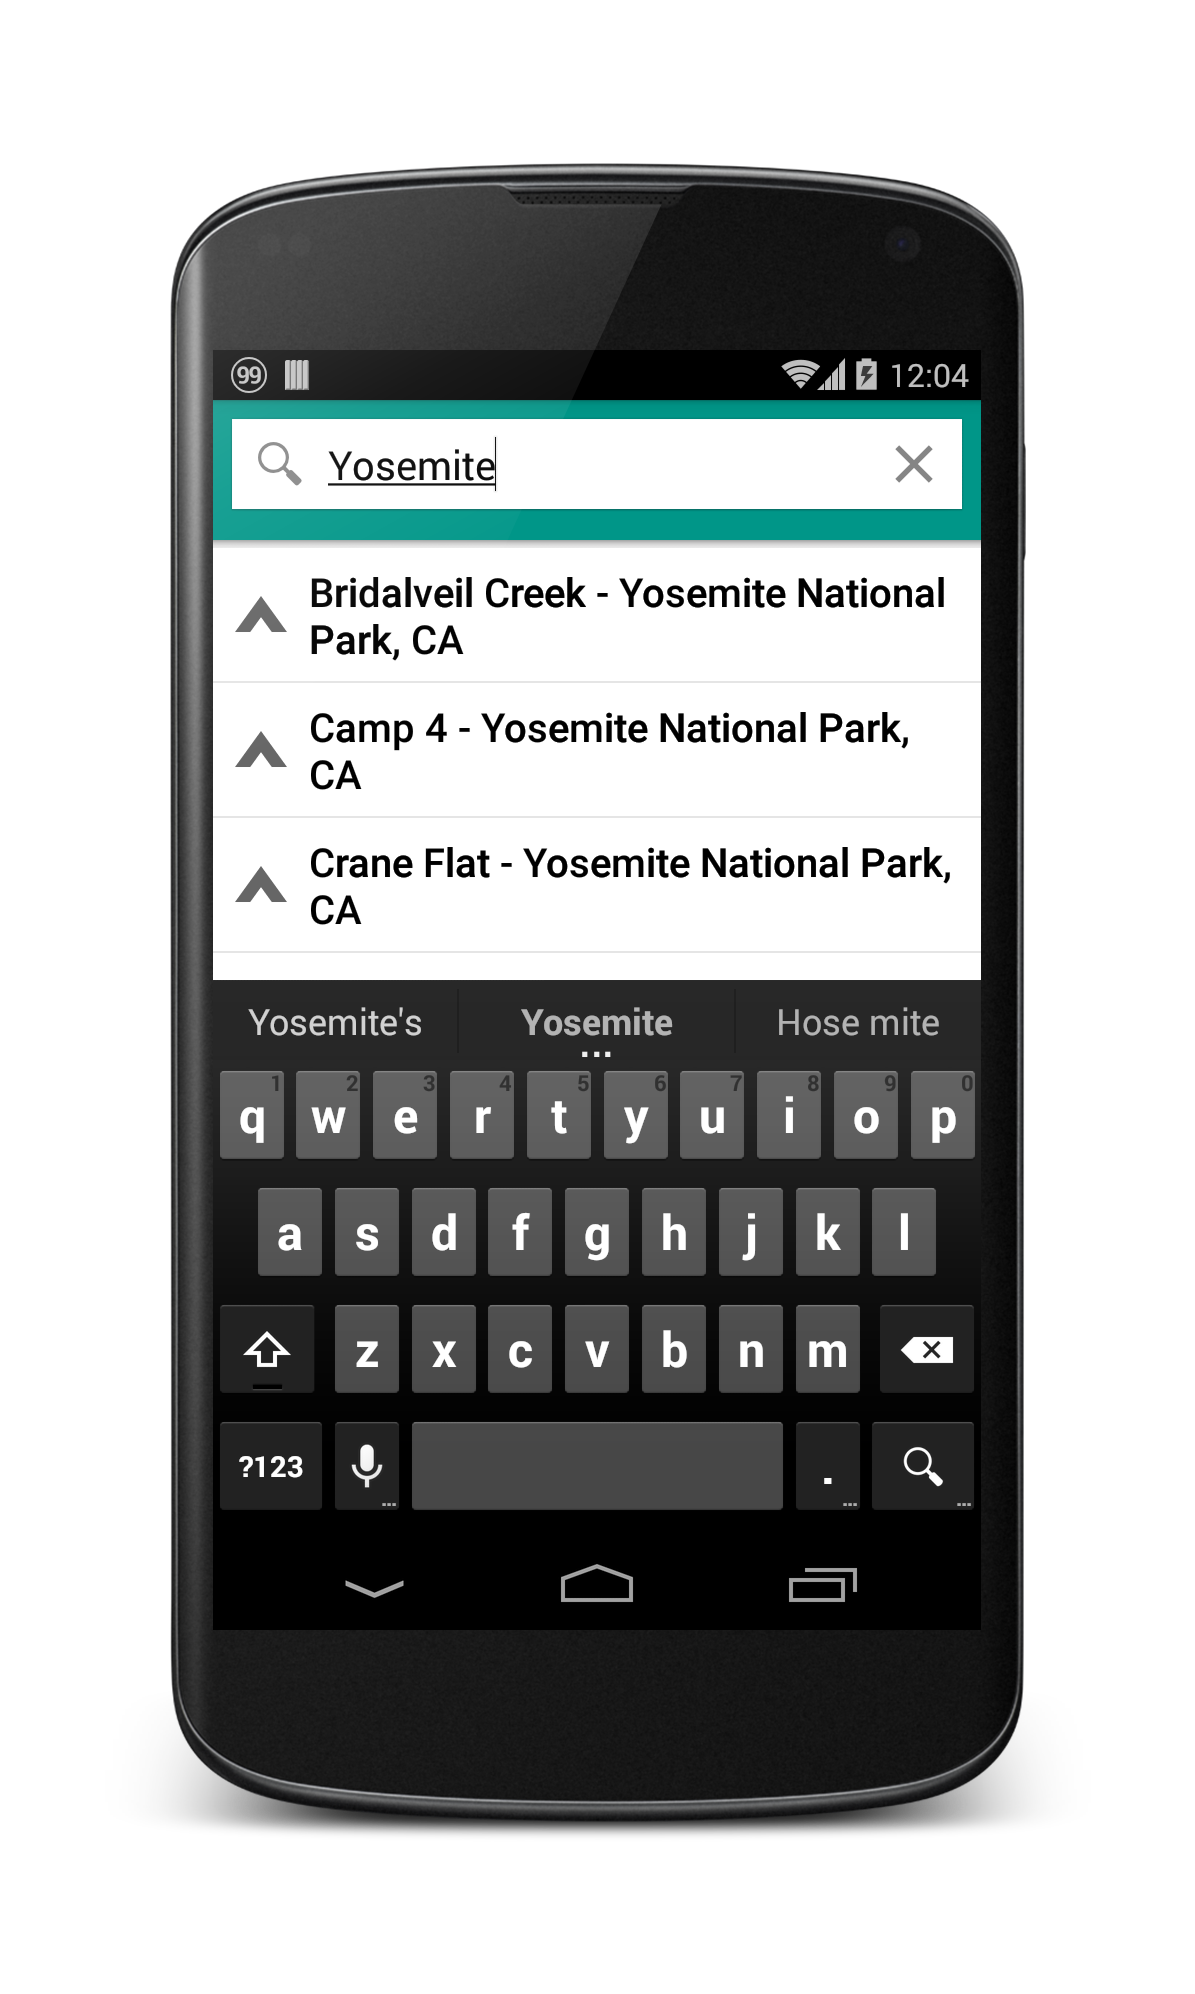 99 12:04
Yosemite
Bridalveil Creek - Yosemite National
Park, CA
Camp 4 - Yosemite National Park,
CA
Crane Flat - Yosemite National Park,
CA
Yosemite's Yosemite Hose mite
...
1 2 3 4 5 6 7 8 9 0
q w e r t y u i o p
a s d f g h j k l
z x c v b n m
?123 .
... ... ...